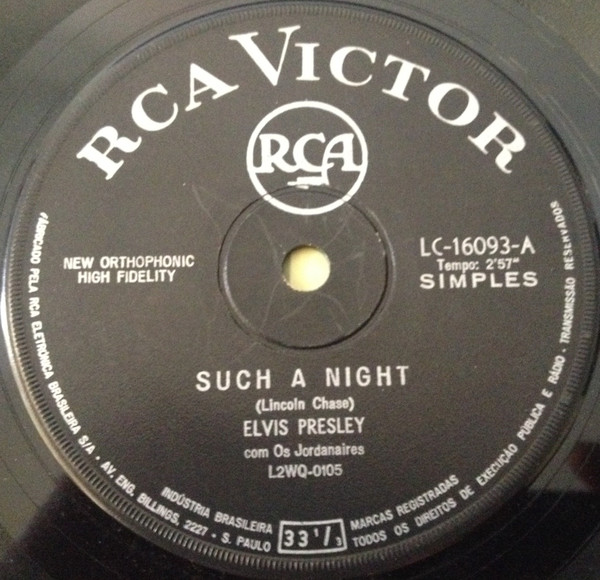 RCA VICTOR
RCA
NEW ORTHOPHONIC
HIGH FIDELITY
LC-16093-A
Tempo: 2'57"
SIMPLES
SUCH A NIGHT
(Lincoln Chase)
ELVIS PRESLEY
com Os Jordanaires
L2WQ-0105
FABRICADO PELA RCA ELETRÔNICA BRASILEIRA S/A - AV. ENG. BILLINGS, 2227 - S. PAULO
INDÚSTRIA BRASILEIRA
33 1/3
MARCAS REGISTRADAS
TODOS OS DIREITOS DE EXECUÇÃO PÚBLICA E RÁDIO - TRANSMISSÃO RESERVADOS